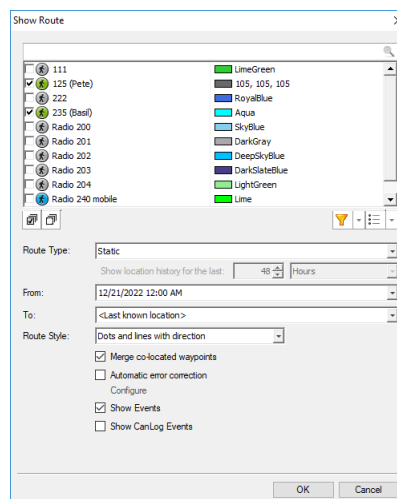 Show Route
111 LimeGreen
125 (Pete) 105, 105, 105
222 RoyalBlue
235 (Basil) Aqua
Radio 200 SkyBlue
Radio 201 DarkGray
Radio 202 DeepSkyBlue
Radio 203 DarkSlateBlue
Radio 204 LightGreen
Radio 240 mobile Lime
Route Type: Static
Show location history for the last: 48 Hours
From: 12/21/2022 12:00 AM
To: <Last known location>
Route Style: Dots and lines with direction
Merge co-located waypoints
Automatic error correction
Configure
Show Events
Show CanLog Events
OK Cancel